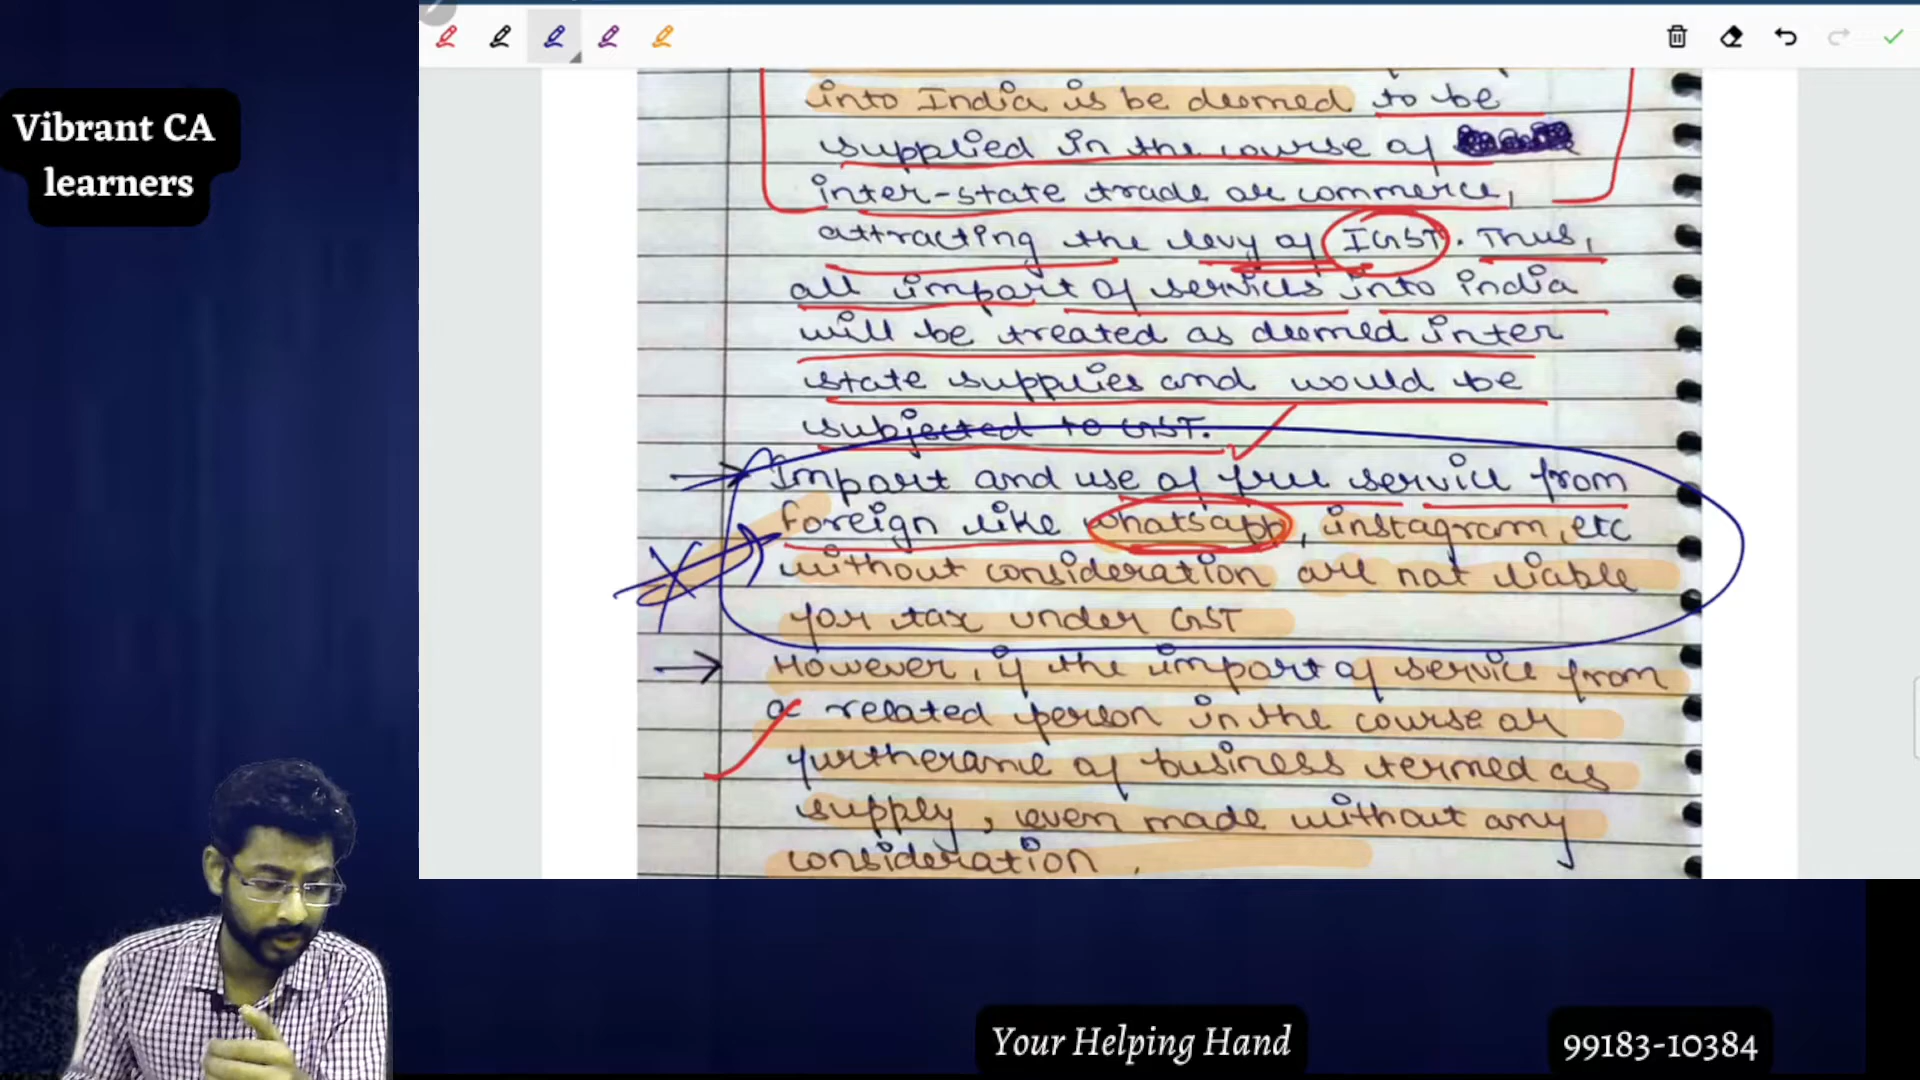 Vibrant CA
learners
into India is be deemed to be
supplied in the course of
inter-state trade or commerce,
attracting the levy of IGST. Thus,
all import of services into india
will be treated as deemed inter
state supplies and would be
subjected to GST.
Import and use of free service from
foreign like whatsapp, instagram, etc
without consideration are not liable
for tax under GST
However, if the import of service from
a related person in the course or
furtherance of business termed as
supply, even made without any
consideration,
Your Helping Hand
99183-10384